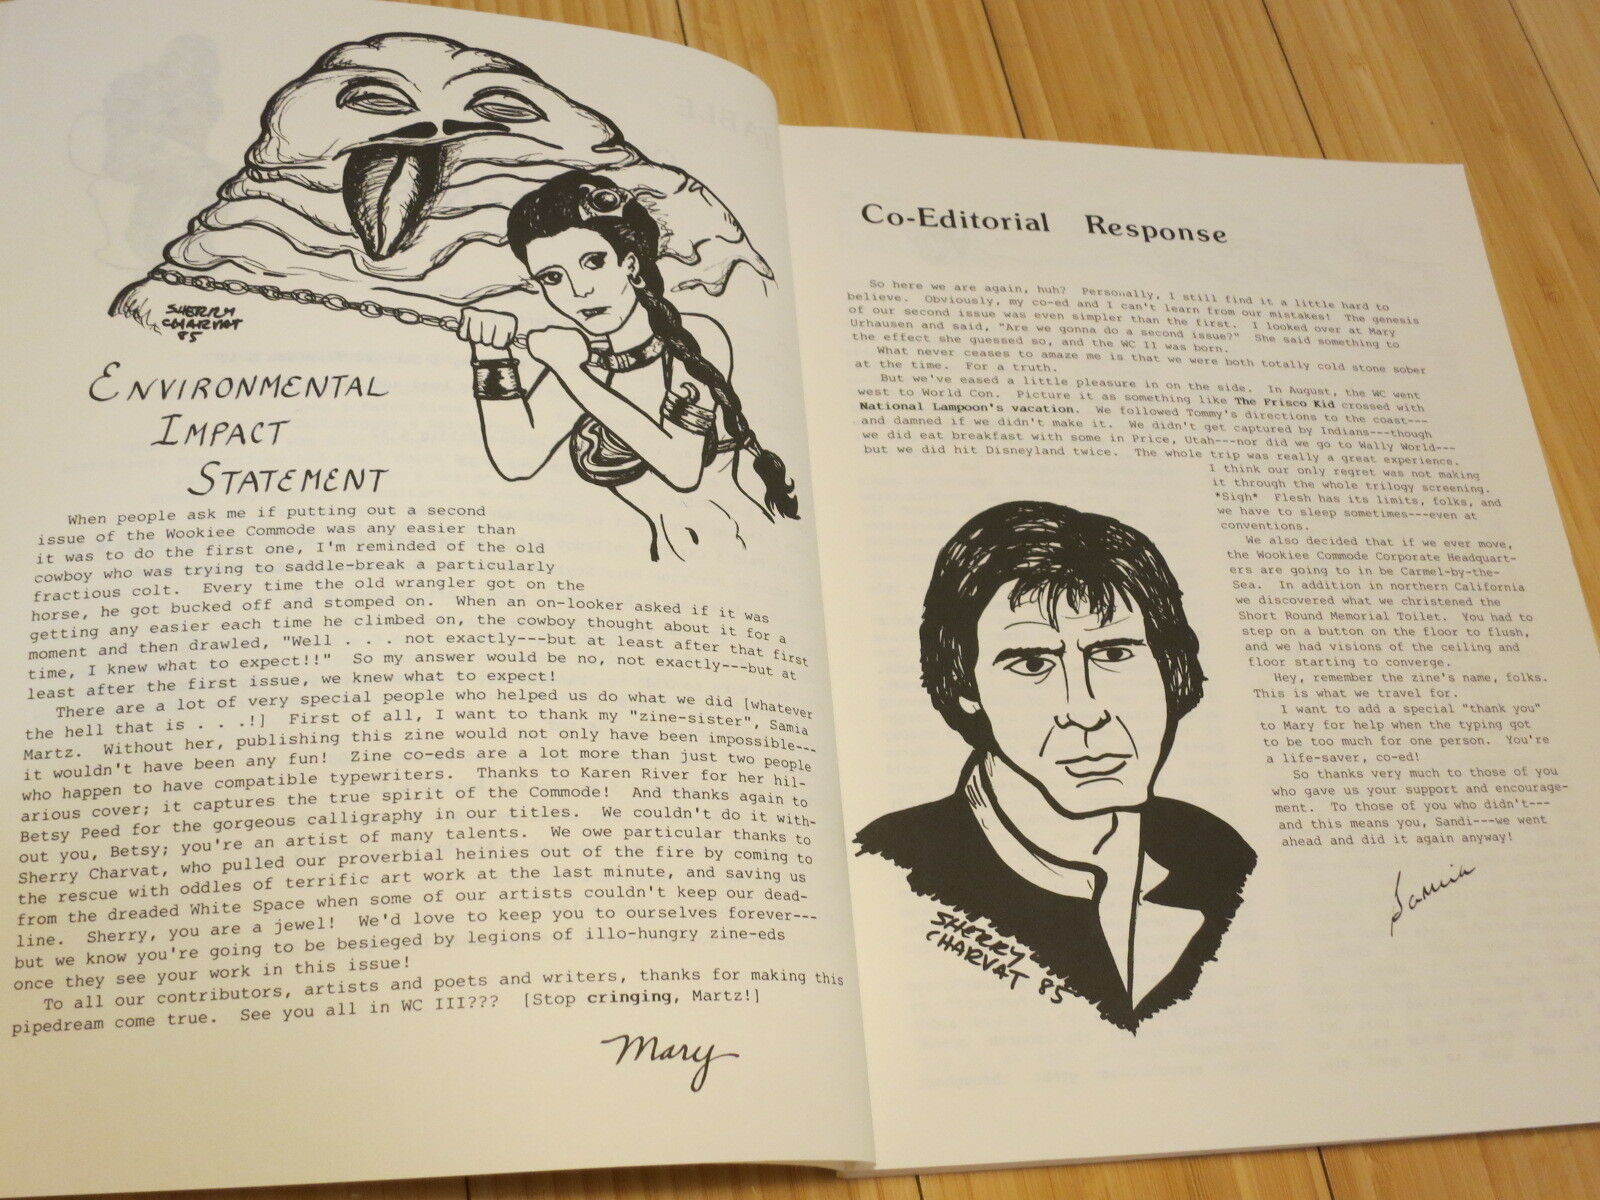 SHERRY
CHARVAT
85
ENVIRONMENTAL
IMPACT
STATEMENT
When people ask me if putting out a second
issue of the Wookiee Commode was any easier than
it was to do the first one, I'm reminded of the old
cowboy who was trying to saddle-break a particularly
fractious colt. Every time the old wrangler got on the
horse, he got bucked off and stomped on. When an on-looker asked if it was
getting any easier each time he climbed on, the cowboy thought about it for a
moment and then drawled, "Well . . . not exactly---but at least after that first
time, I knew what to expect!!" So my answer would be no, not exactly---but at
least after the first issue, we knew what to expect!
There are a lot of very special people who helped us do what we did [whatever
the hell that is . . .!] First of all, I want to thank my "zine-sister", Samia
Martz. Without her, publishing this zine would not only have been impossible---
it wouldn't have been any fun! Zine co-eds are a lot more than just two people
who happen to have compatible typewriters. Thanks to Karen River for her hil-
arious cover; it captures the true spirit of the Commode! And thanks again to
Betsy Peed for the gorgeous calligraphy in our titles. We couldn't do it with-
out you, Betsy; you're an artist of many talents. We owe particular thanks to
Sherry Charvat, who pulled our proverbial heinies out of the fire by coming to
the rescue with oddles of terrific art work at the last minute, and saving us
from the dreaded White Space when some of our artists couldn't keep our dead-
line. Sherry, you are a jewel! We'd love to keep you to ourselves forever---
but we know you're going to be besieged by legions of illo-hungry zine-eds
once they see your work in this issue!
To all our contributors, artists and poets and writers, thanks for making this
pipedream come true. See you all in WC III??? [Stop cringing, Martz!]
Mary
Co-Editorial Response
So here we are again, huh? Personally, I still find it a little hard to
believe. Obviously, my co-ed and I can't learn from our mistakes! The genesis
of our second issue was even simpler than the first. I looked over at Mary
Urhausen and said, "Are we gonna do a second issue?" She said something to
the effect she guessed so, and the WC II was born.
What never ceases to amaze me is that we were both totally cold stone sober
at the time. For a truth.
But we've eased a little pleasure in on the side. In August, the WC went
west to World Con. Picture it as something like The Frisco Kid crossed with
National Lampoon's vacation. We followed Tommy's directions to the coast---
and damned if we didn't make it. We didn't get captured by Indians---though
we did eat breakfast with some in Price, Utah---nor did we go to Wally World---
but we did hit Disneyland twice. The whole trip was really a great experience.
I think our only regret was not making
it through the whole trilogy screening.
*Sigh* Flesh has its limits, folks, and
we have to sleep sometimes---even at
conventions.
We also decided that if we ever move,
the Wookiee Commode Corporate Headquart-
ers are going to in be Carmel-by-the-
Sea. In addition in northern California
we discovered what we christened the
Short Round Memorial Toilet. You had to
step on a button on the floor to flush,
and we had visions of the ceiling and
floor starting to converge.
Hey, remember the zine's name, folks.
This is what we travel for.
I want to add a special "thank you"
to Mary for help when the typing got
to be too much for one person. You're
a life-saver, co-ed!
So thanks very much to those of you
who gave us your support and encourage-
ment. To those of you who didn't---
and this means you, Sandi---we went
ahead and did it again anyway!
Samia
SHERRY
CHARVAT 85